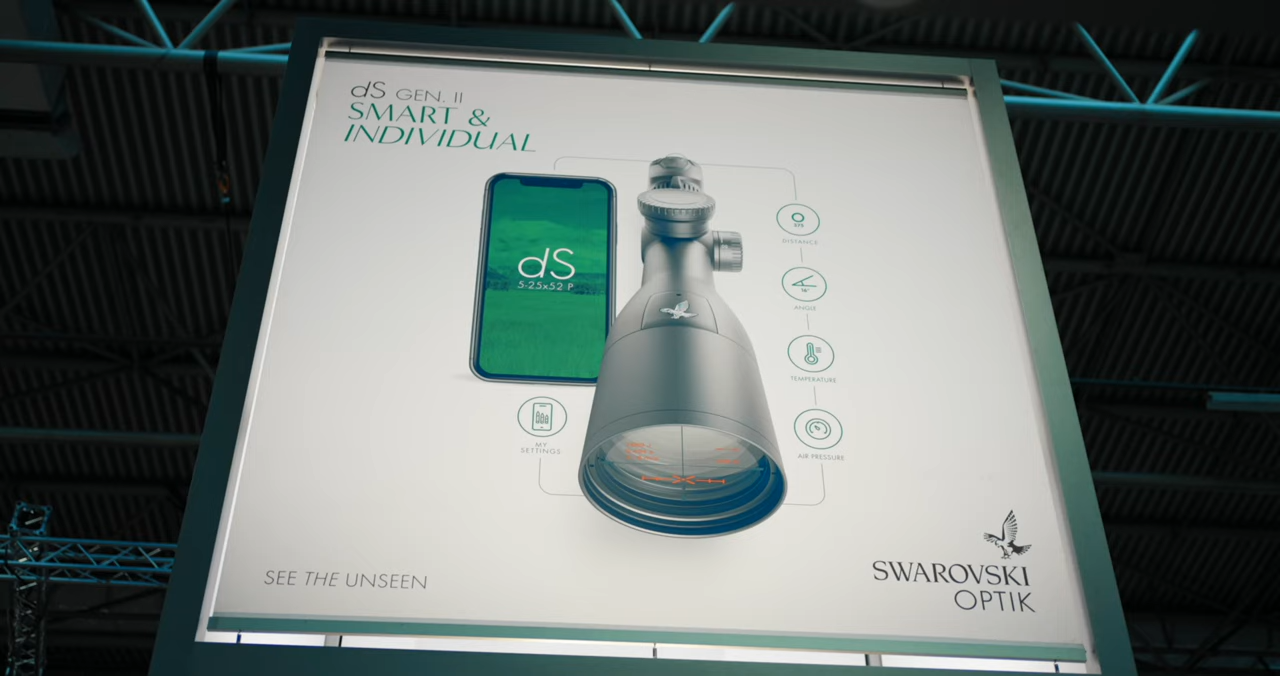 dS GEN. II
SMART &
INDIVIDUAL
dS
5-25x52 P
375
DISTANCE
ANGLE
TEMPERATURE
AIR PRESSURE
MY
SETTINGS
SEE THE UNSEEN
SWAROVSKI
OPTIK